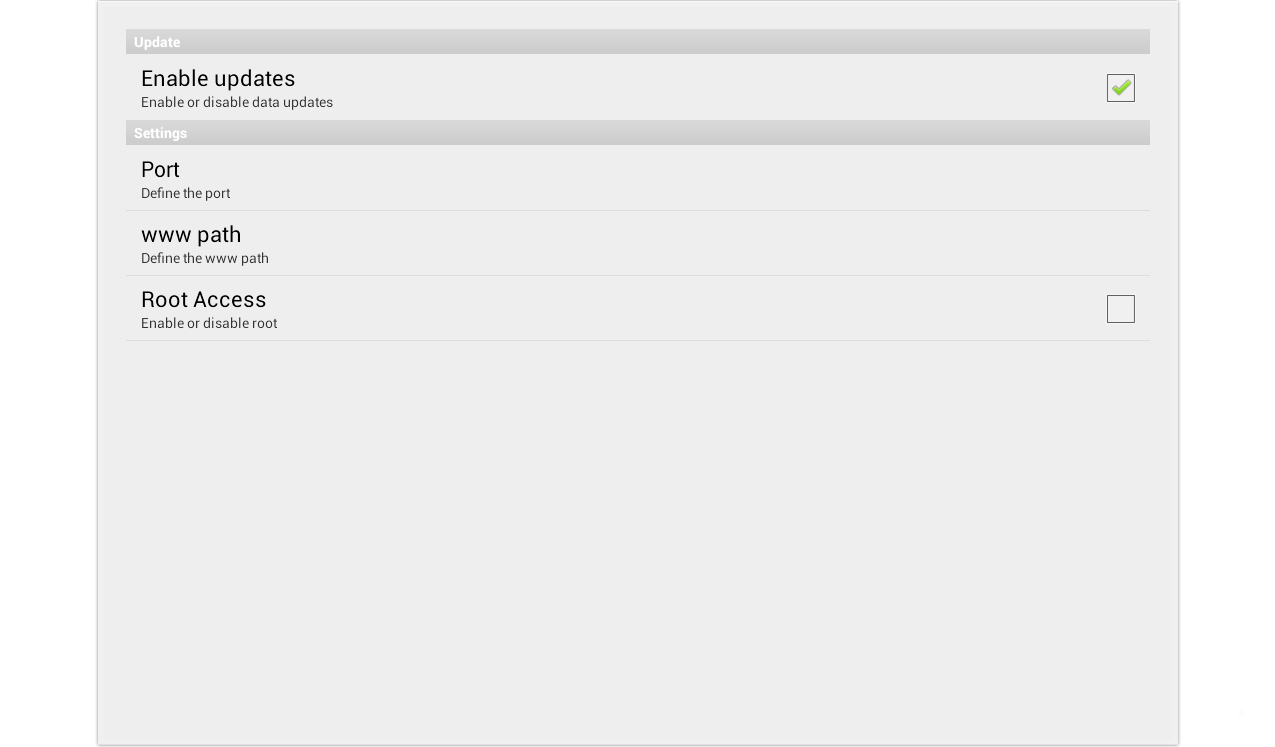 Update
Enable updates
Enable or disable data updates
Settings
Port
Define the port
www path
Define the www path
Root Access
Enable or disable root